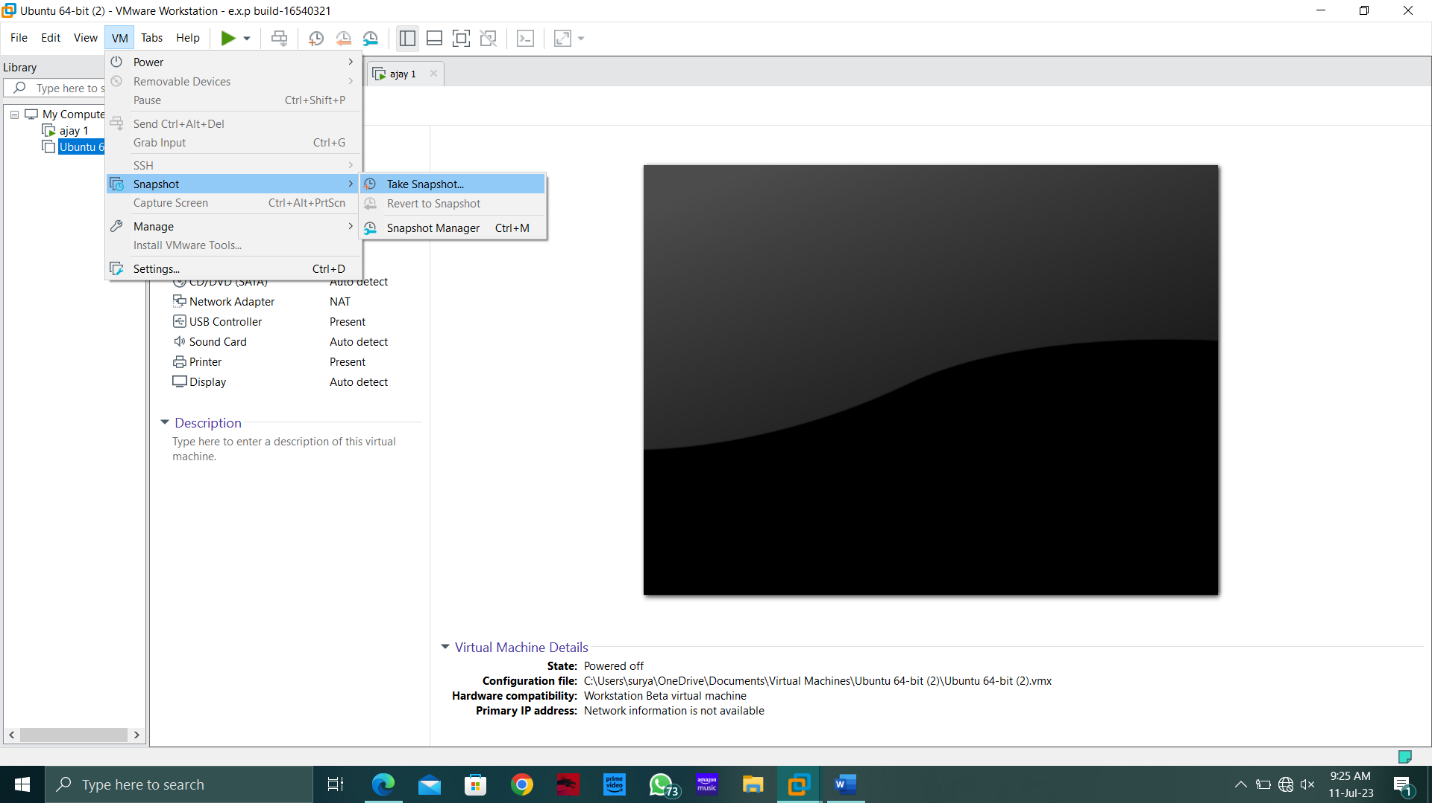 Ubuntu 64-bit (2) - VMware Workstation - e.x.p build-16540321
File Edit View VM Tabs Help
Library
Type here to s
My Compute
ajay 1
Ubuntu 64
ajay 1
Power
Removable Devices
Pause Ctrl+Shift+P
Send Ctrl+Alt+Del
Grab Input Ctrl+G
SSH
Snapshot
Capture Screen Ctrl+Alt+PrtScn
Manage
Install VMware Tools...
Settings... Ctrl+D
Take Snapshot...
Revert to Snapshot
Snapshot Manager Ctrl+M
CD/DVD (SATA) Auto detect
Network Adapter NAT
USB Controller Present
Sound Card Auto detect
Printer Present
Display Auto detect
Description
Type here to enter a description of this virtual
machine.
Virtual Machine Details
State: Powered off
Configuration file: C:\Users\surya\OneDrive\Documents\Virtual Machines\Ubuntu 64-bit (2)\Ubuntu 64-bit (2).vmx
Hardware compatibility: Workstation Beta virtual machine
Primary IP address: Network information is not available
Type here to search
prime video
73
amazon music
W
9:25 AM
11-Jul-23
1